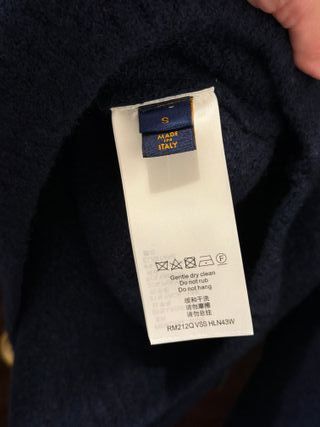 S
MADE
IN
ITALY
Gentle dry clean
Do not rub
Do not hang
缓和干洗
请勿摩擦
请勿悬挂
RM212Q V8S HLN43W